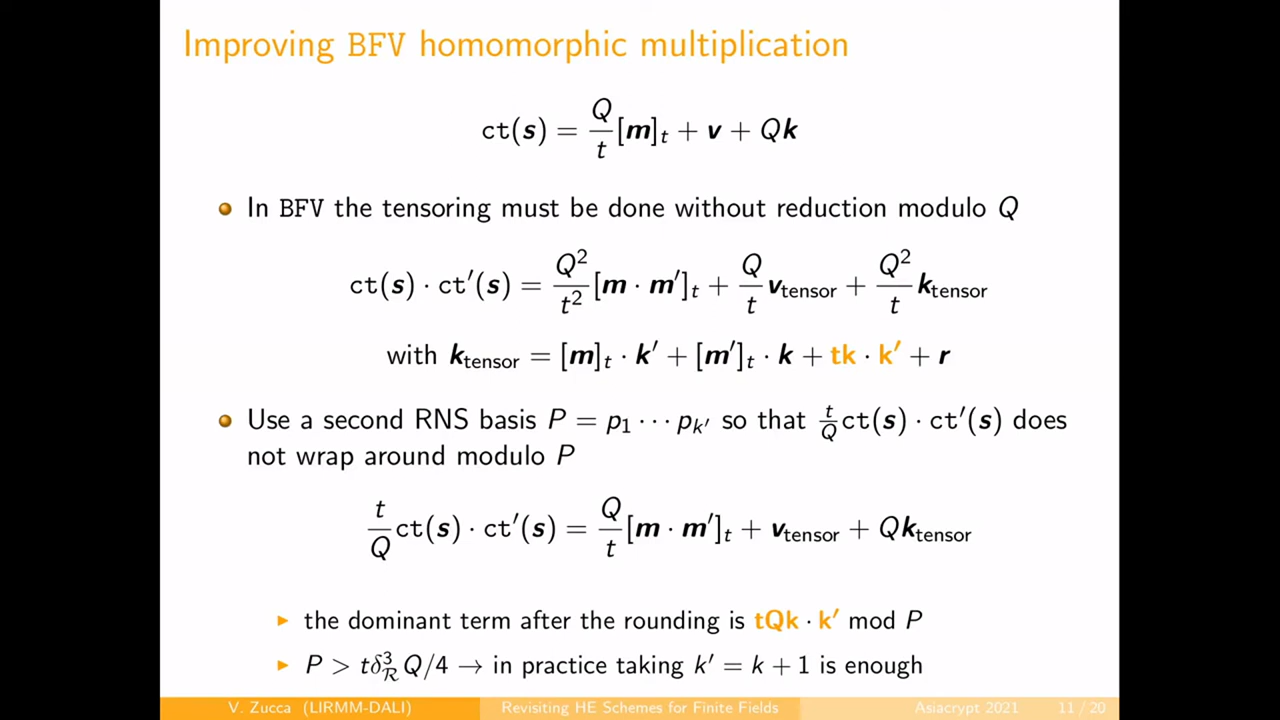 Improving BFV homomorphic multiplication
ct(s) = Q/t [m]_t + v + Qk
In BFV the tensoring must be done without reduction modulo Q
ct(s) · ct′(s) = Q²/t² [m · m′]_t + Q/t v_tensor + Q²/t k_tensor
with k_tensor = [m]_t · k′ + [m′]_t · k + tk · k′ + r
Use a second RNS basis P = p₁ · · · p_k′ so that t/Q ct(s) · ct′(s) does
not wrap around modulo P
t/Q ct(s) · ct′(s) = Q/t [m · m′]_t + v_tensor + Qk_tensor
the dominant term after the rounding is tQk · k′ mod P
P > tδ³_R Q/4 → in practice taking k′ = k + 1 is enough
V. Zucca (LIRMM-DALI) Revisiting HE Schemes for Finite Fields Asiacrypt 2021 11 / 20